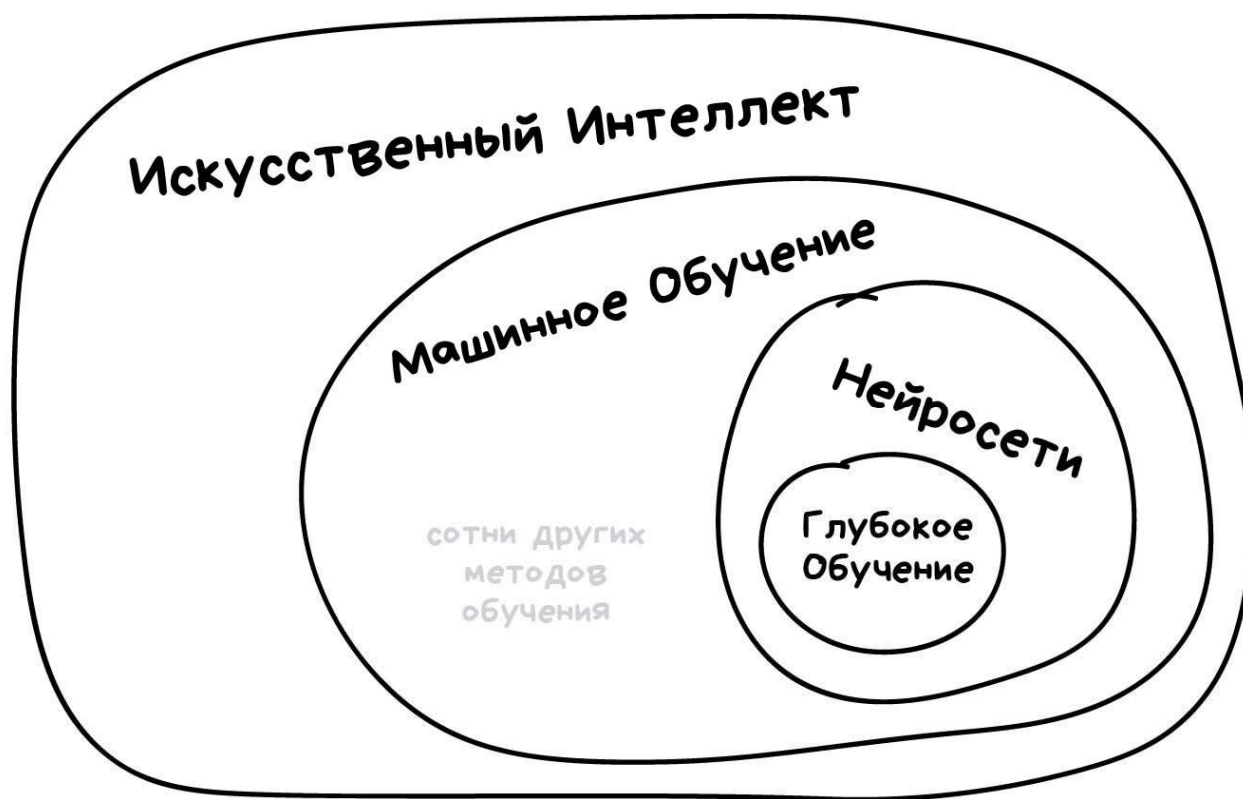 Искусственный Интеллект
Машинное Обучение
Нейросети
Глубокое
Обучение
сотни других
методов
обучения